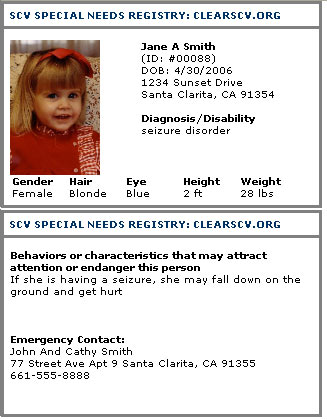 SCV SPECIAL NEEDS REGISTRY: CLEARSCV.ORG
Jane A Smith
(ID: #00088)
DOB: 4/30/2006
1234 Sunset Drive
Santa Clarita, CA 91354
Diagnosis/Disability
seizure disorder
Gender Hair Eye Height Weight
Female Blonde Blue 2 ft 28 lbs
SCV SPECIAL NEEDS REGISTRY: CLEARSCV.ORG
Behaviors or characteristics that may attract
attention or endanger this person
If she is having a seizure, she may fall down on the
ground and get hurt
Emergency Contact:
John And Cathy Smith
77 Street Ave Apt 9 Santa Clarita, CA 91355
661-555-8888